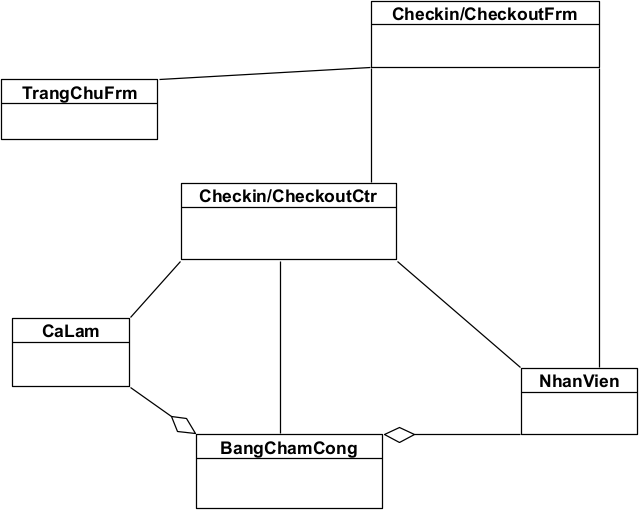 Checkin/CheckoutFrm
TrangChuFrm
Checkin/CheckoutCtr
CaLam
NhanVien
BangChamCong